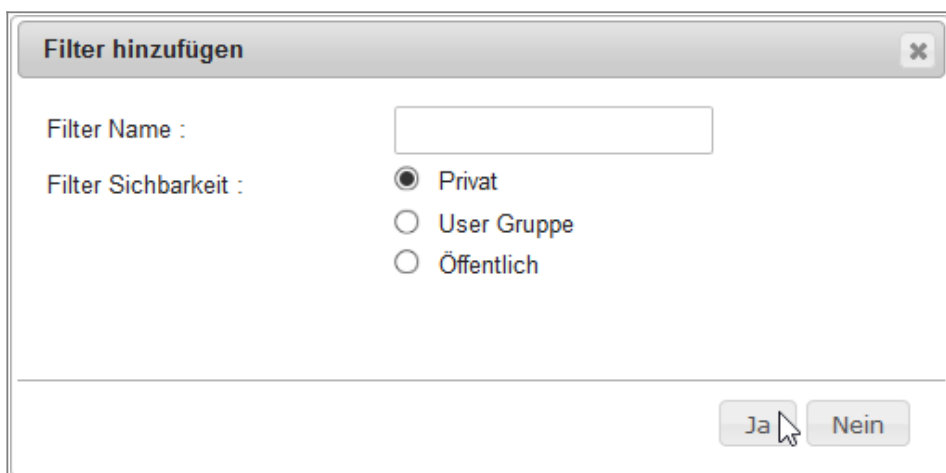 Filter hinzufügen
Filter Name :
Filter Sichbarkeit :
Privat
User Gruppe
Öffentlich
Ja
Nein